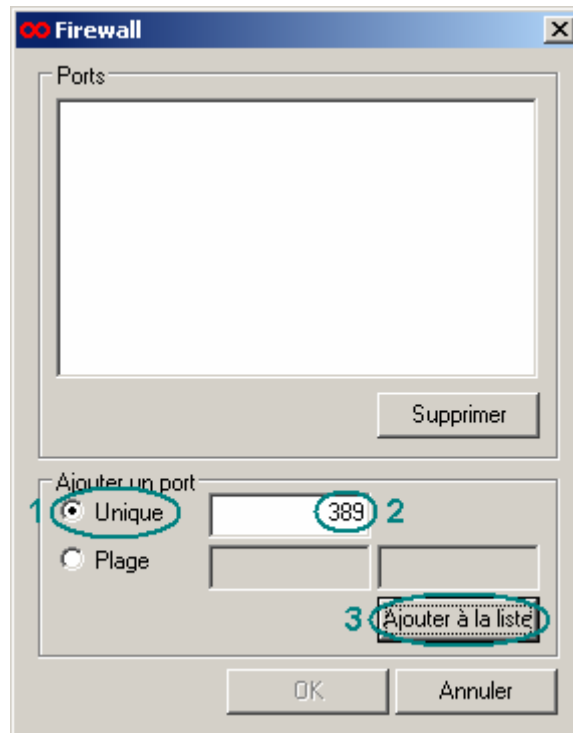 Firewall
Ports
Supprimer
Ajouter un port
1 Unique 389 2
Plage
3 Ajouter à la liste
OK Annuler